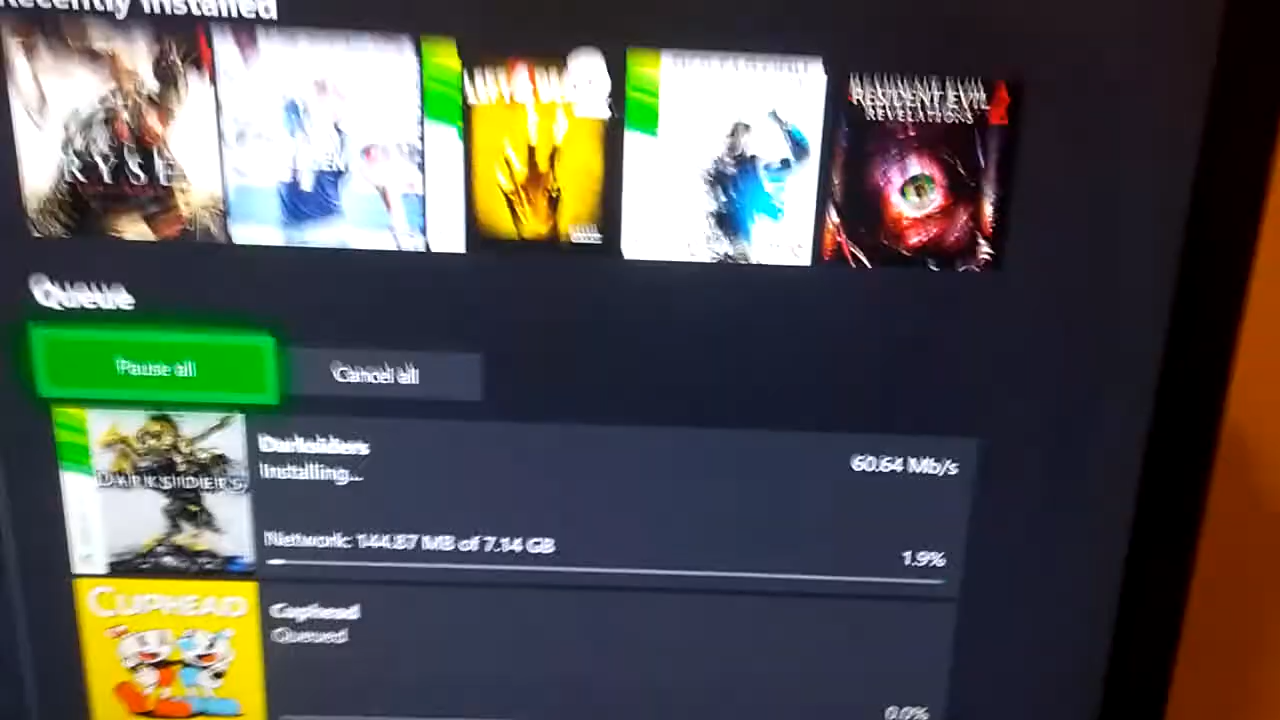 Recently Installed
RYSE
RESIDENT EVIL 2
REVELATIONS
Queue
Pause all
Cancel all
DARKSIDERS
Darksiders
Installing...
60.64 Mb/s
Network: 144.87 MB of 7.14 GB
1.9%
CUPHEAD
Cuphead
Queued
0.0%